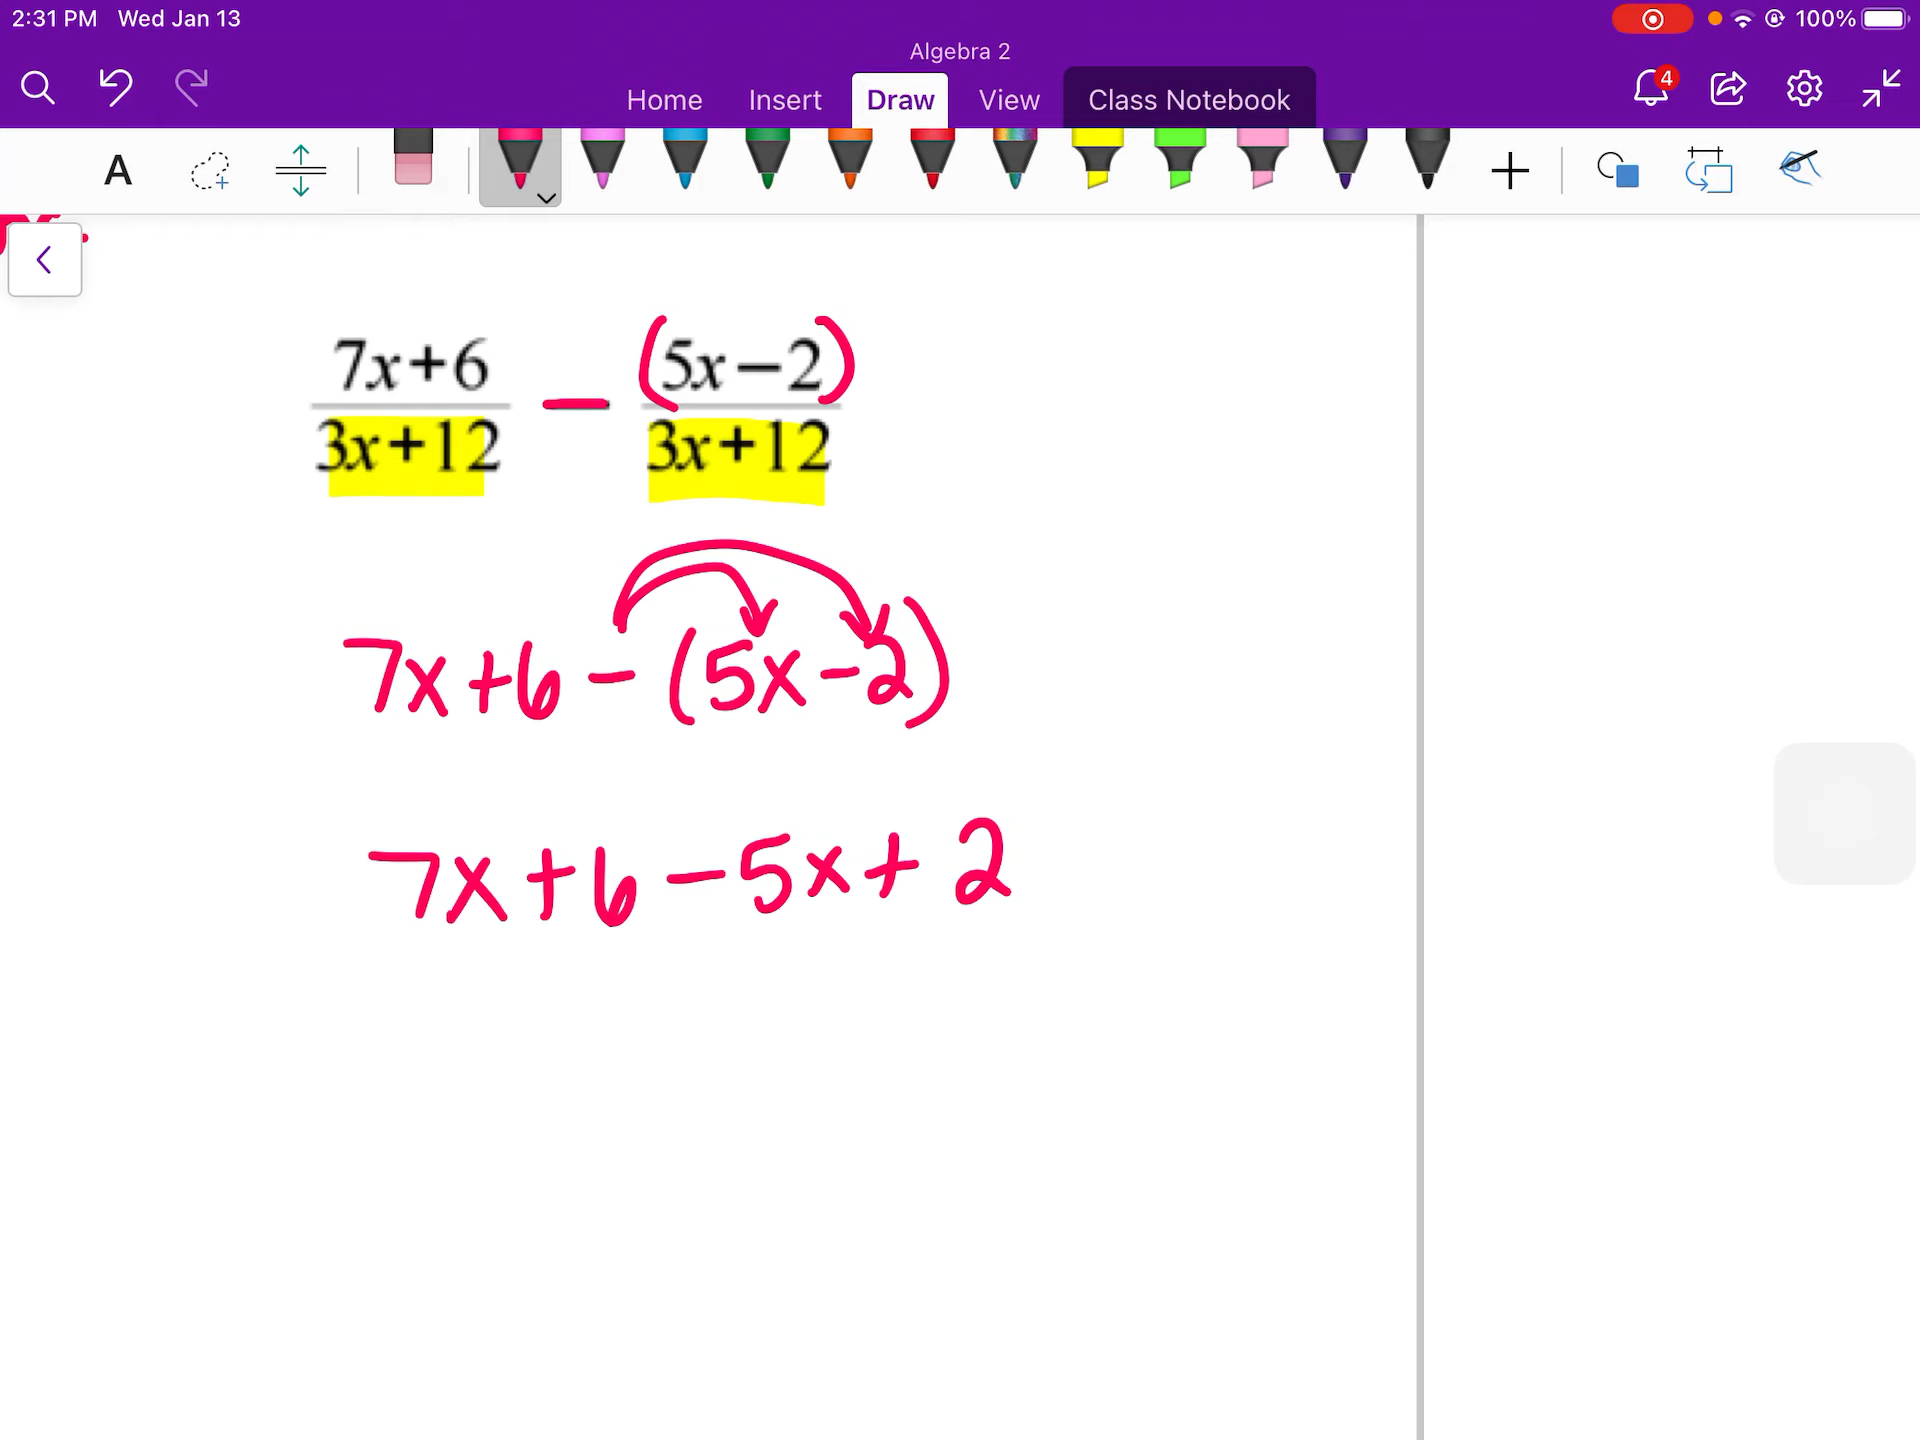 2:31 PM Wed Jan 13 100%
Algebra 2
4
Home Insert Draw View Class Notebook
A
7x+6 (5x−2)
— − —
3x+12 3x+12
7x+6−(5x−2)
7x+6−5x+2